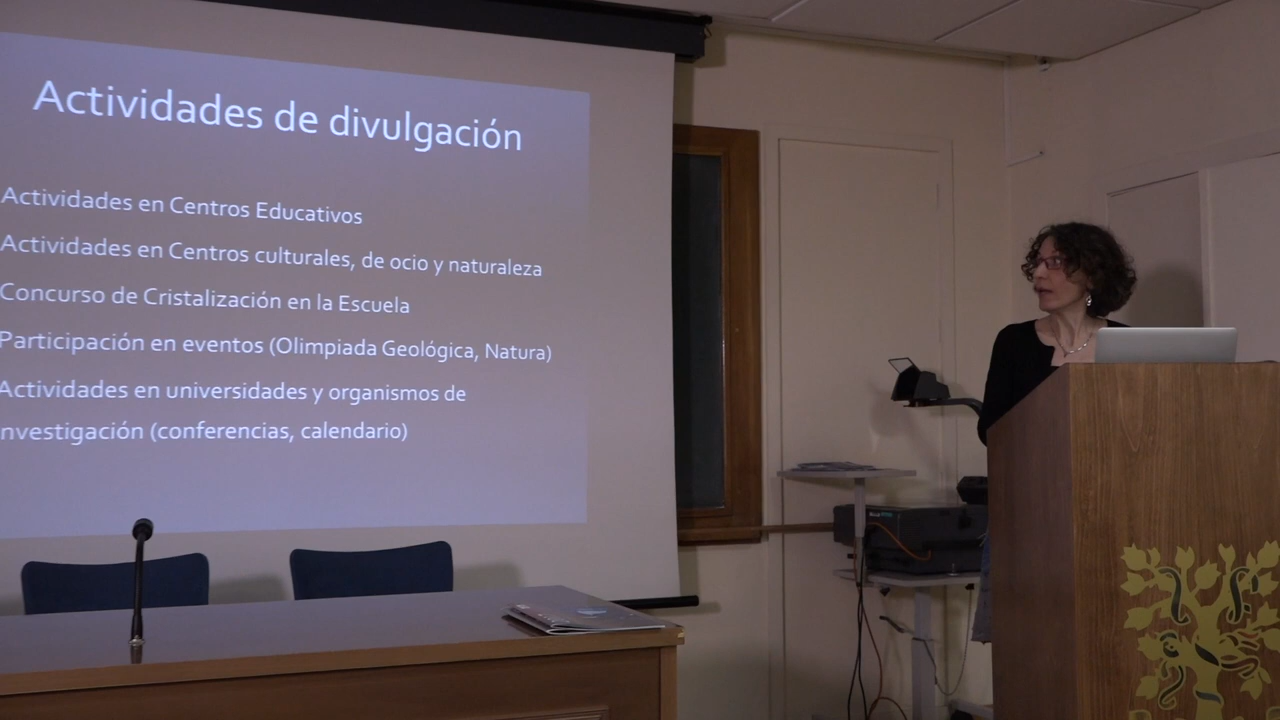 Actividades de divulgación
Actividades en Centros Educativos
Actividades en Centros culturales, de ocio y naturaleza
Concurso de Cristalización en la Escuela
Participación en eventos (Olimpiada Geológica, Natura)
Actividades en universidades y organismos de
nvestigación (conferencias, calendario)